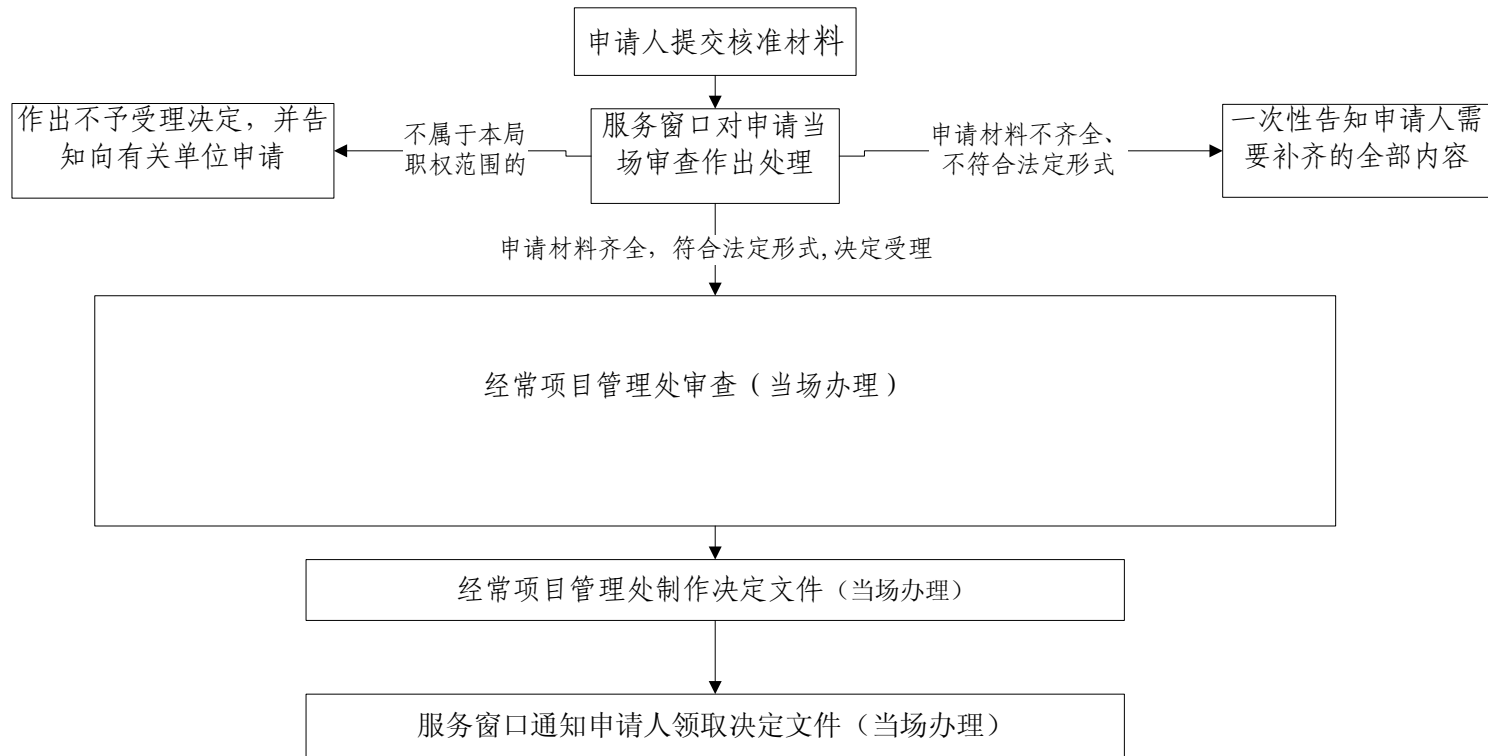 申请人提交核准材料
作出不予受理决定，并告
知向有关单位申请
不属于本局
职权范围的
服务窗口对申请当
场审查作出处理
申请材料不齐全、
不符合法定形式
一次性告知申请人需
要补齐的全部内容
申请材料齐全，符合法定形式,决定受理
经常项目管理处审查（当场办理）
经常项目管理处制作决定文件（当场办理）
服务窗口通知申请人领取决定文件（当场办理）